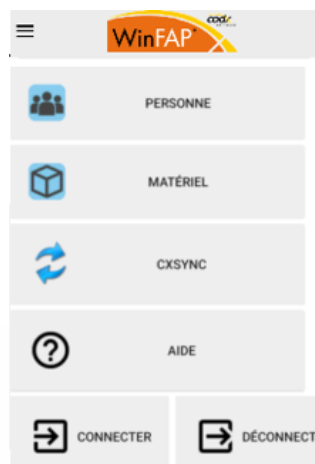 WinFAP
PERSONNE
MATÉRIEL
CXSYNC
AIDE
CONNECTER
DÉCONNECT